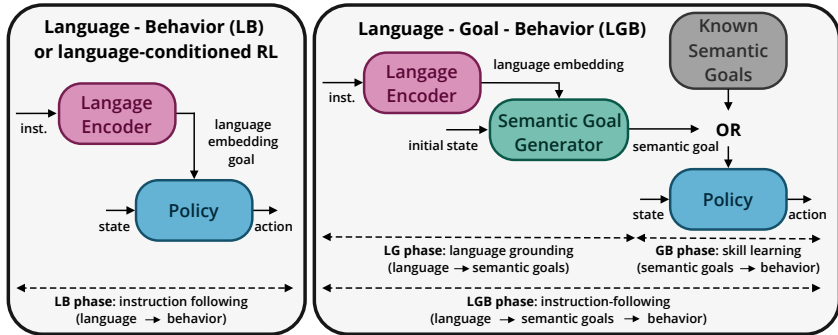 Language - Behavior (LB)
or language-conditioned RL
inst.
Langage
Encoder
language
embedding
goal
Policy
state
action
LB phase: instruction following
(language → behavior)
Language - Goal - Behavior (LGB)
Known
Semantic
Goals
inst.
Langage
Encoder
language embedding
initial state
Semantic Goal
Generator
semantic goal
OR
Policy
state
action
LG phase: language grounding
(language → semantic goals)
GB phase: skill learning
(semantic goals → behavior)
LGB phase: instruction-following
(language → semantic goals → behavior)